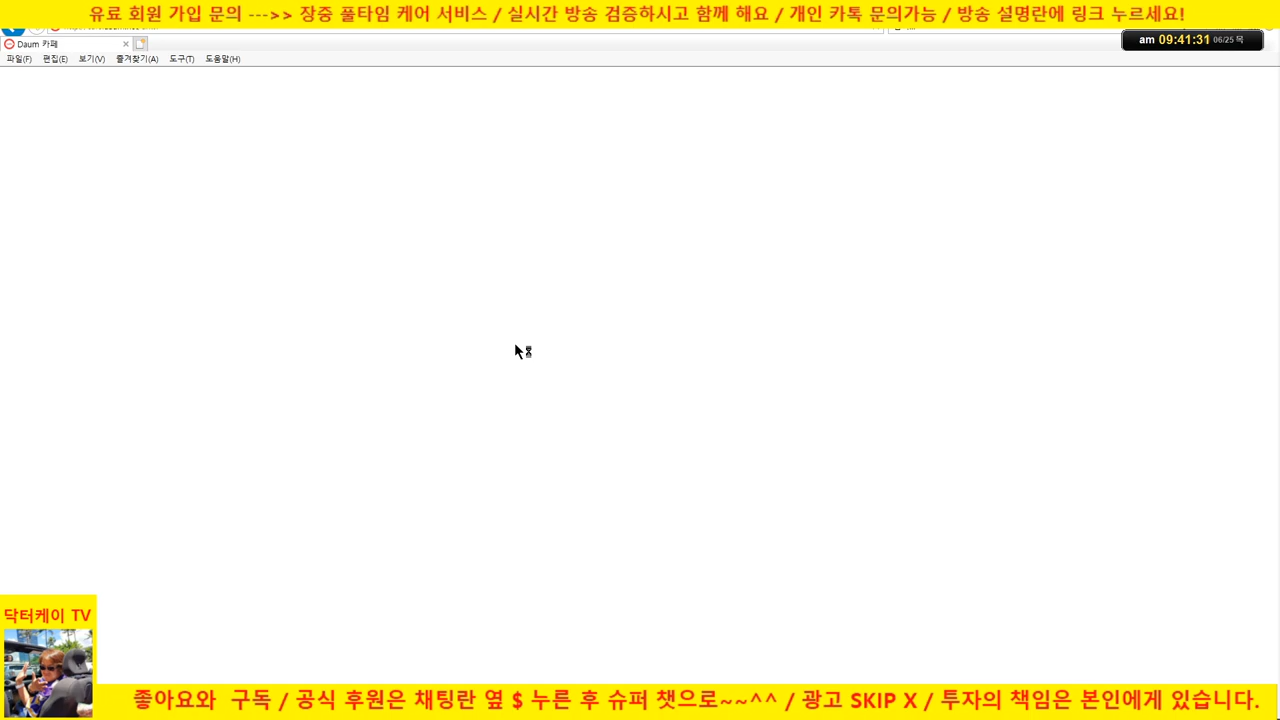 유료 회원 가입 문의 --->> 장중 풀타임 케어 서비스 / 실시간 방송 검증하시고 함께 해요 / 개인 카톡 문의가능 / 방송 설명란에 링크 누르세요!
Daum 카페
am 09:41:31 06/25 목
파일(F) 편집(E) 보기(V) 즐겨찾기(A) 도구(T) 도움말(H)
닥터케이 TV
좋아요와 구독 / 공식 후원은 채팅란 옆 $ 누른 후 슈퍼 챗으로~~^^ / 광고 SKIP X / 투자의 책임은 본인에게 있습니다.